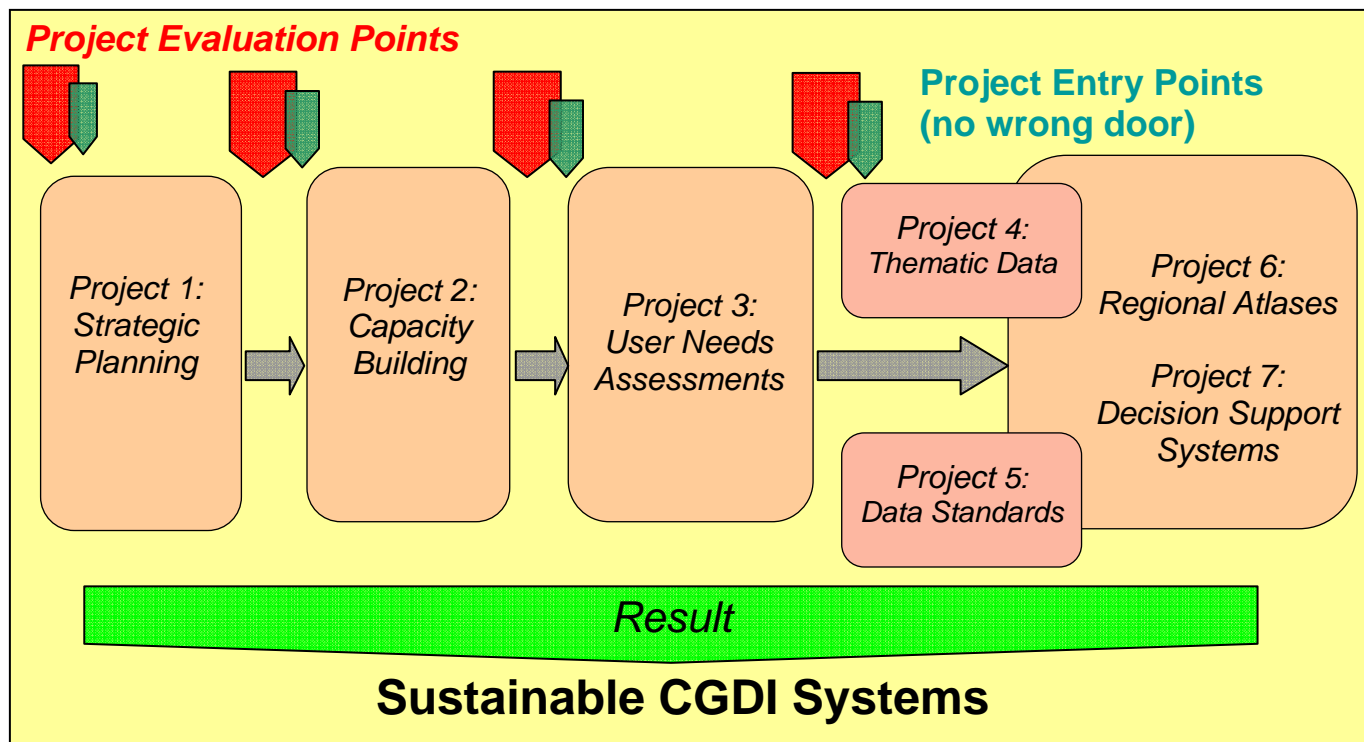 Project Evaluation Points
Project Entry Points
(no wrong door)
Project 1:
Strategic
Planning
Project 2:
Capacity
Building
Project 3:
User Needs
Assessments
Project 4:
Thematic Data
Project 5:
Data Standards
Project 6:
Regional Atlases
Project 7:
Decision Support
Systems
Result
Sustainable CGDI Systems